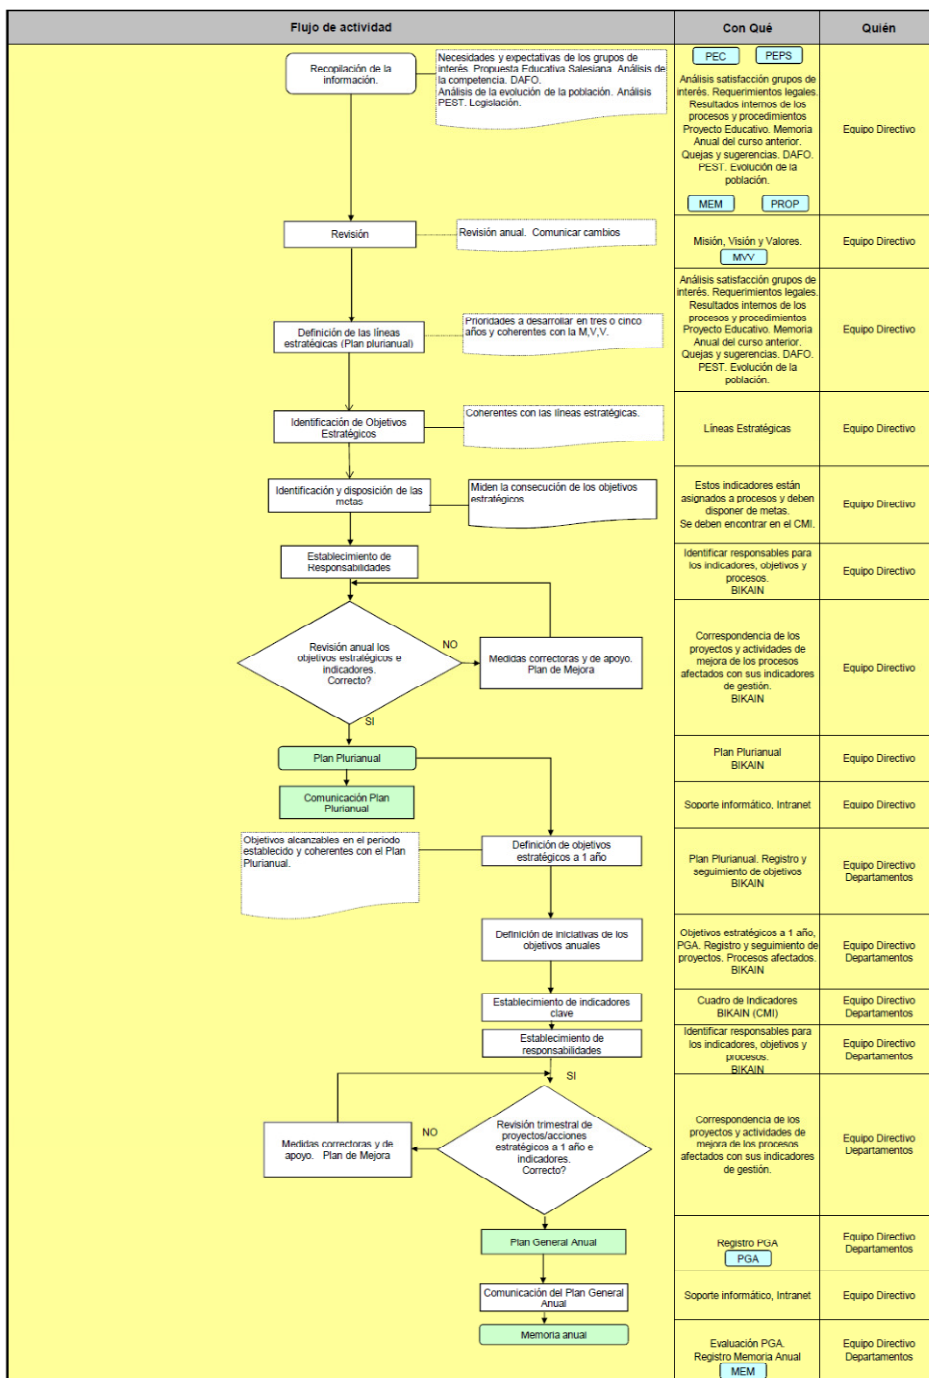 Flujo de actividad
Con Qué
Quién
Recopilación de la
información.
Necesidades y expectativas de los grupos de
interés. Propuesta Educativa Salesiana. Análisis de
la competencia. DAFO.
Análisis de la evolución de la población. Análisis
PEST. Legislación.
PEC
PEPS
Análisis satisfacción grupos de
interés. Requerimientos legales.
Resultados internos de los
procesos y procedimientos
Proyecto Educativo. Memoria
Anual del curso anterior.
Quejas y sugerencias. DAFO.
PEST. Evolución de la
población.
MEM
PROP
Equipo Directivo
Revisión
Revisión anual. Comunicar cambios
Misión, Visión y Valores.
MVV
Equipo Directivo
Definición de las líneas
estratégicas (Plan plurianual)
Prioridades a desarrollar en tres o cinco
años y coherentes con la M,V,V.
Análisis satisfacción grupos de
interés. Requerimientos legales.
Resultados internos de los
procesos y procedimientos
Proyecto Educativo. Memoria
Anual del curso anterior.
Quejas y sugerencias. DAFO.
PEST. Evolución de la
población.
Equipo Directivo
Identificación de Objetivos
Estratégicos
Coherentes con las líneas estratégicas.
Líneas Estratégicas
Equipo Directivo
Identificación y disposición de las
metas
Miden la consecución de los objetivos
estratégicos
Estos indicadores están
asignados a procesos y deben
disponer de metas.
Se deben encontrar en el CMI.
Equipo Directivo
Establecimiento de
Responsabilidades
Identificar responsables para
los indicadores, objetivos y
procesos.
BIKAIN
Equipo Directivo
Revisión anual los
objetivos estratégicos e
indicadores.
Correcto?
NO
Medidas correctoras y de apoyo.
Plan de Mejora
SI
Correspondencia de los
proyectos y actividades de
mejora de los procesos
afectados con sus indicadores
de gestión.
BIKAIN
Equipo Directivo
Plan Plurianual
Plan Plurianual
BIKAIN
Equipo Directivo
Comunicación Plan
Plurianual
Soporte informático, Intranet
Equipo Directivo
Objetivos alcanzables en el periodo
establecido y coherentes con el Plan
Plurianual.
Definición de objetivos
estratégicos a 1 año
Plan Plurianual. Registro y
seguimiento de objetivos
BIKAIN
Equipo Directivo
Departamentos
Definición de iniciativas de los
objetivos anuales
Objetivos estratégicos a 1 año,
PGA. Registro y seguimiento de
proyectos. Procesos afectados.
BIKAIN
Equipo Directivo
Departamentos
Establecimiento de indicadores
clave
Cuadro de Indicadores
BIKAIN (CMI)
Equipo Directivo
Departamentos
Establecimiento de
responsabilidades
Identificar responsables para
los indicadores, objetivos y
procesos.
BIKAIN
Equipo Directivo
Departamentos
SI
Revisión trimestral de
proyectos/acciones
estratégicos a 1 año e
indicadores.
Correcto?
NO
Medidas correctoras y de
apoyo. Plan de Mejora
Correspondencia de los
proyectos y actividades de
mejora de los procesos
afectados con sus indicadores
de gestión.
Equipo Directivo
Departamentos
Plan General Anual
Registro PGA
PGA
Equipo Directivo
Departamentos
Comunicación del Plan General
Anual
Soporte informático, Intranet
Equipo Directivo
Memoria anual
Evaluación PGA.
Registro Memoria Anual
MEM
Equipo Directivo
Departamentos